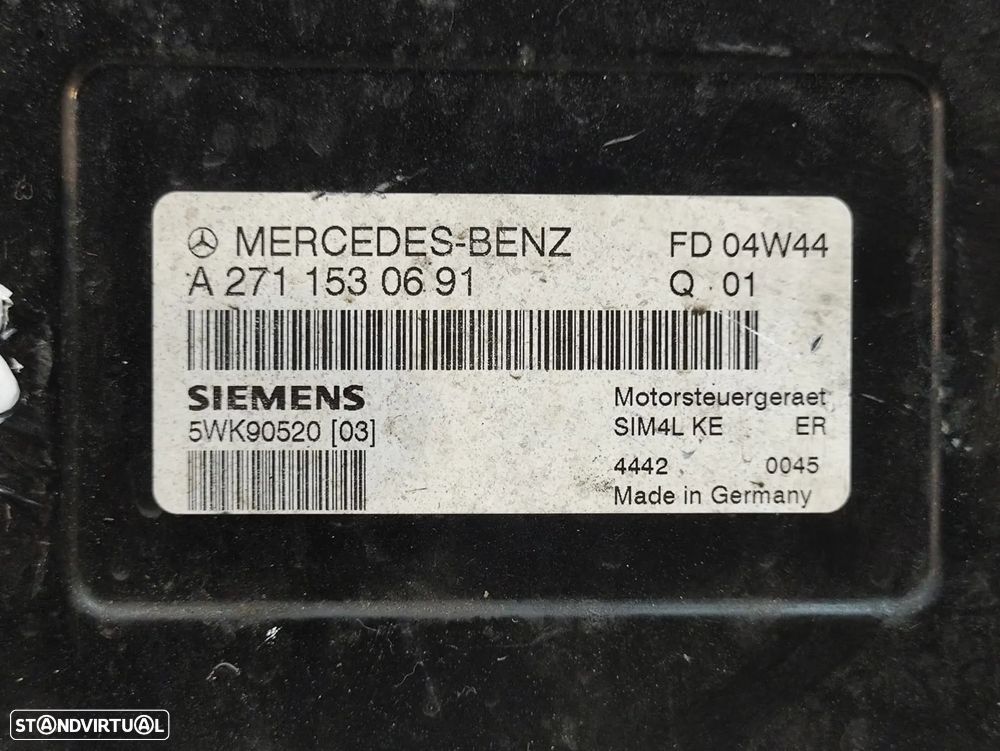 MERCEDES-BENZ FD 04W44
A 271 153 06 91 Q 01
SIEMENS Motorsteuergeraet
5WK90520 [03] SIM4L KE ER
4442 0045
Made in Germany
STANDVIRTUAL